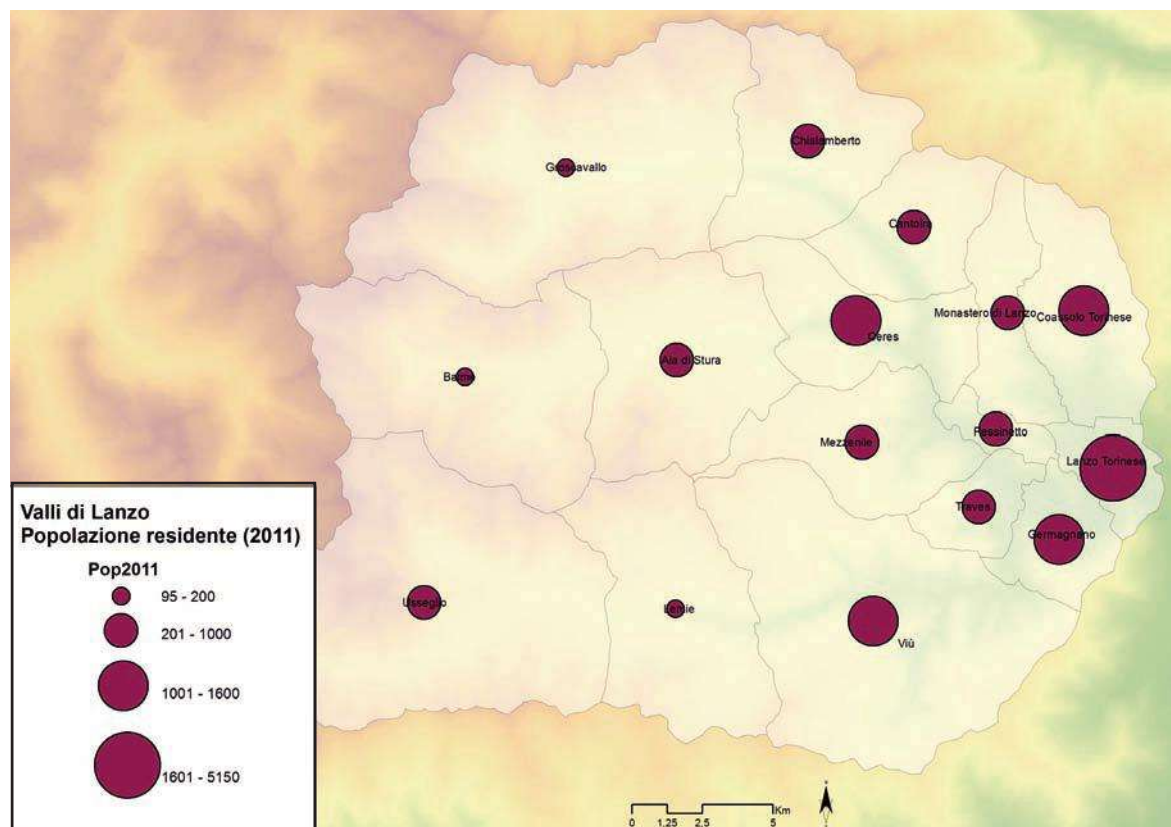 Groscavallo
Chialamberto
Cantoira
Monastero di Lanzo
Coassolo Torinese
Ceres
Ala di Stura
Balme
Mezzenile
Pessinetto
Lanzo Torinese
Traves
Germagnano
Usseglio
Lemie
Viù
Valli di Lanzo
Popolazione residente (2011)
Pop2011
95 - 200
201 - 1000
1001 - 1600
1601 - 5150
Km
0 1.25 2.5 5